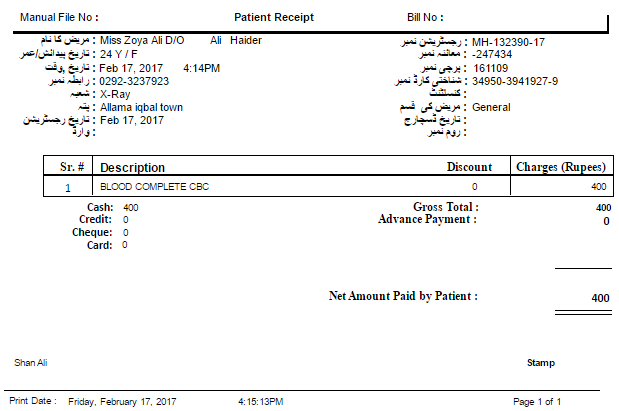 Manual File No : Patient Receipt Bill No :
مریض کا نام : Miss Zoya Ali D/O Ali Haider رجسٹریشن نمبر : MH-132390-17
تاریخ پیدائش/عمر : 24 Y / F معائنہ نمبر : -247434
تاریخ ,وقت : Feb 17, 2017 4:14PM پرچی نمبر : 161109
رابطہ نمبر : 0292-3237923 شناختی کارڈ نمبر : 34950-3941927-9
شعبہ : X-Ray کنسلٹنٹ :
پتہ : Allama iqbal town مریض کی قسم : General
تاریخ رجسٹریشن : Feb 17, 2017 تاریخ ڈسچارج :
وارڈ : روم نمبر :
Sr. # Description Discount Charges (Rupees)
1 BLOOD COMPLETE CBC 0 400
Cash: 400 Gross Total : 400
Credit: 0 Advance Payment : 0
Cheque: 0
Card: 0
Net Amount Paid by Patient : 400
Shan Ali Stamp
Print Date : Friday, February 17, 2017 4:15:13PM Page 1 of 1